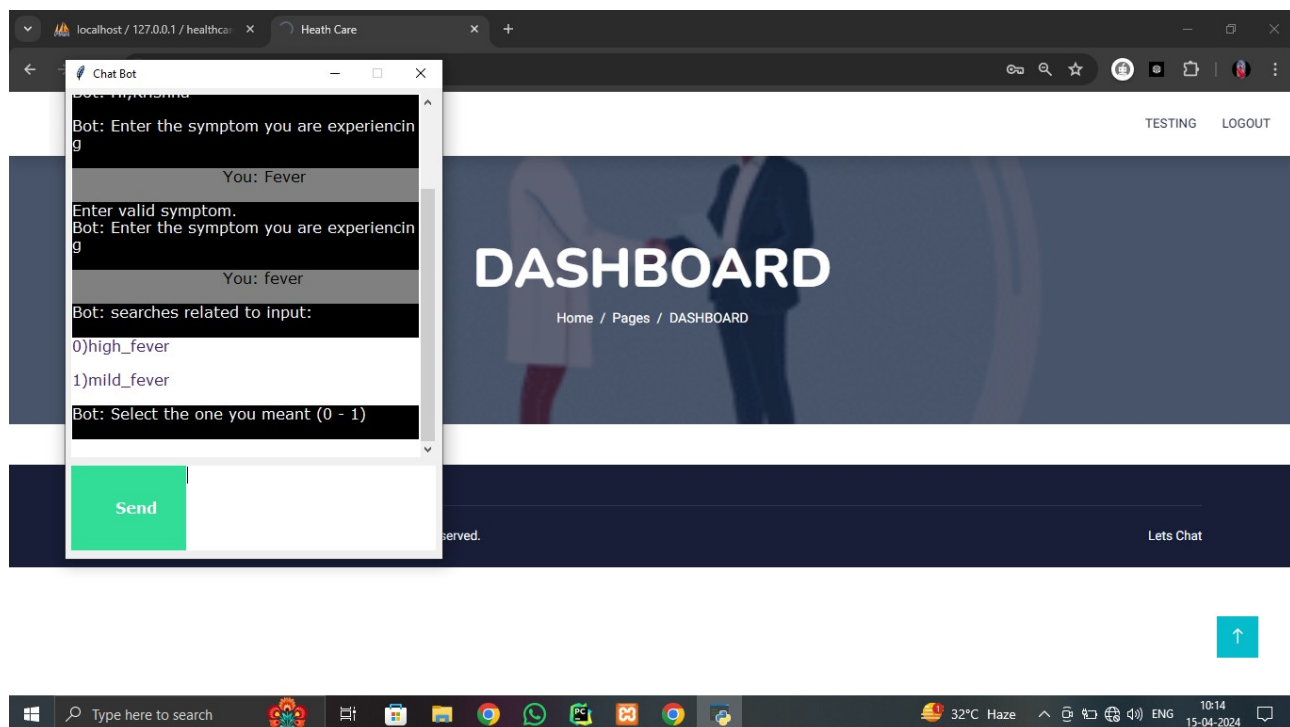 localhost / 127.0.0.1 / healthcar
Heath Care
Chat Bot
TESTING LOGOUT
Bot: Hi,Krishna
Bot: Enter the symptom you are experiencin
g
You: Fever
Enter valid symptom.
Bot: Enter the symptom you are experiencin
g
You: fever
Bot: searches related to input:
0)high_fever
1)mild_fever
Bot: Select the one you meant (0 - 1)
Send
DASHBOARD
Home / Pages / DASHBOARD
served.
Lets Chat
Type here to search
32°C Haze
ENG
10:14
15-04-2024